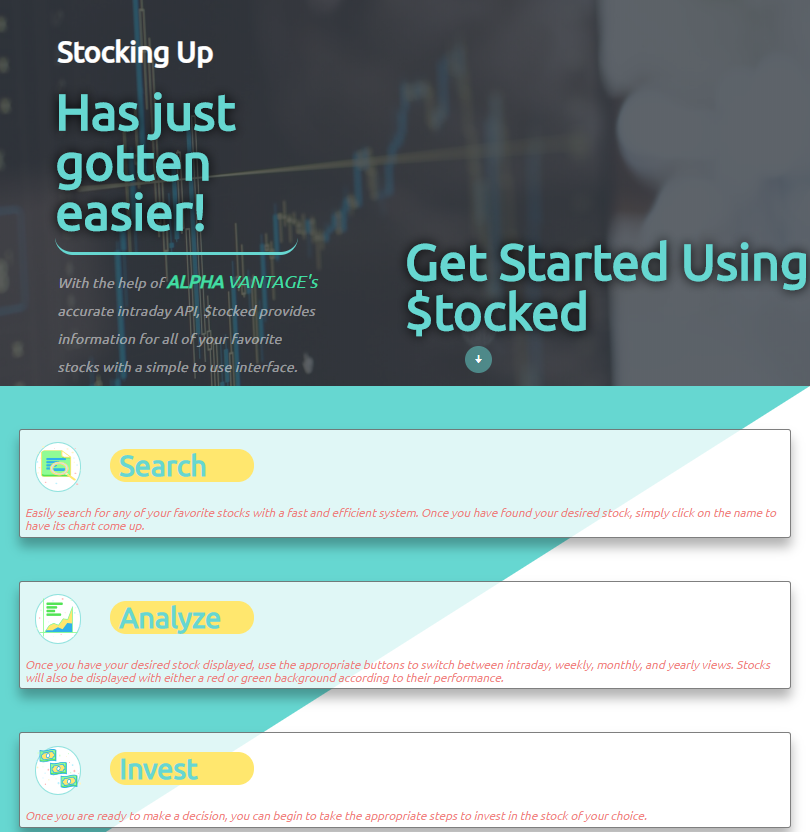 Stocking Up
Has just
gotten
easier!
With the help of ALPHA VANTAGE's
accurate intraday API, $tocked provides
information for all of your favorite
stocks with a simple to use interface.
Get Started Using
$tocked
Search
Easily search for any of your favorite stocks with a fast and efficient system. Once you have found your desired stock, simply click on the name to
have its chart come up.
Analyze
Once you have your desired stock displayed, use the appropriate buttons to switch between intraday, weekly, monthly, and yearly views. Stocks
will also be displayed with either a red or green background according to their performance.
Invest
Once you are ready to make a decision, you can begin to take the appropriate steps to invest in the stock of your choice.